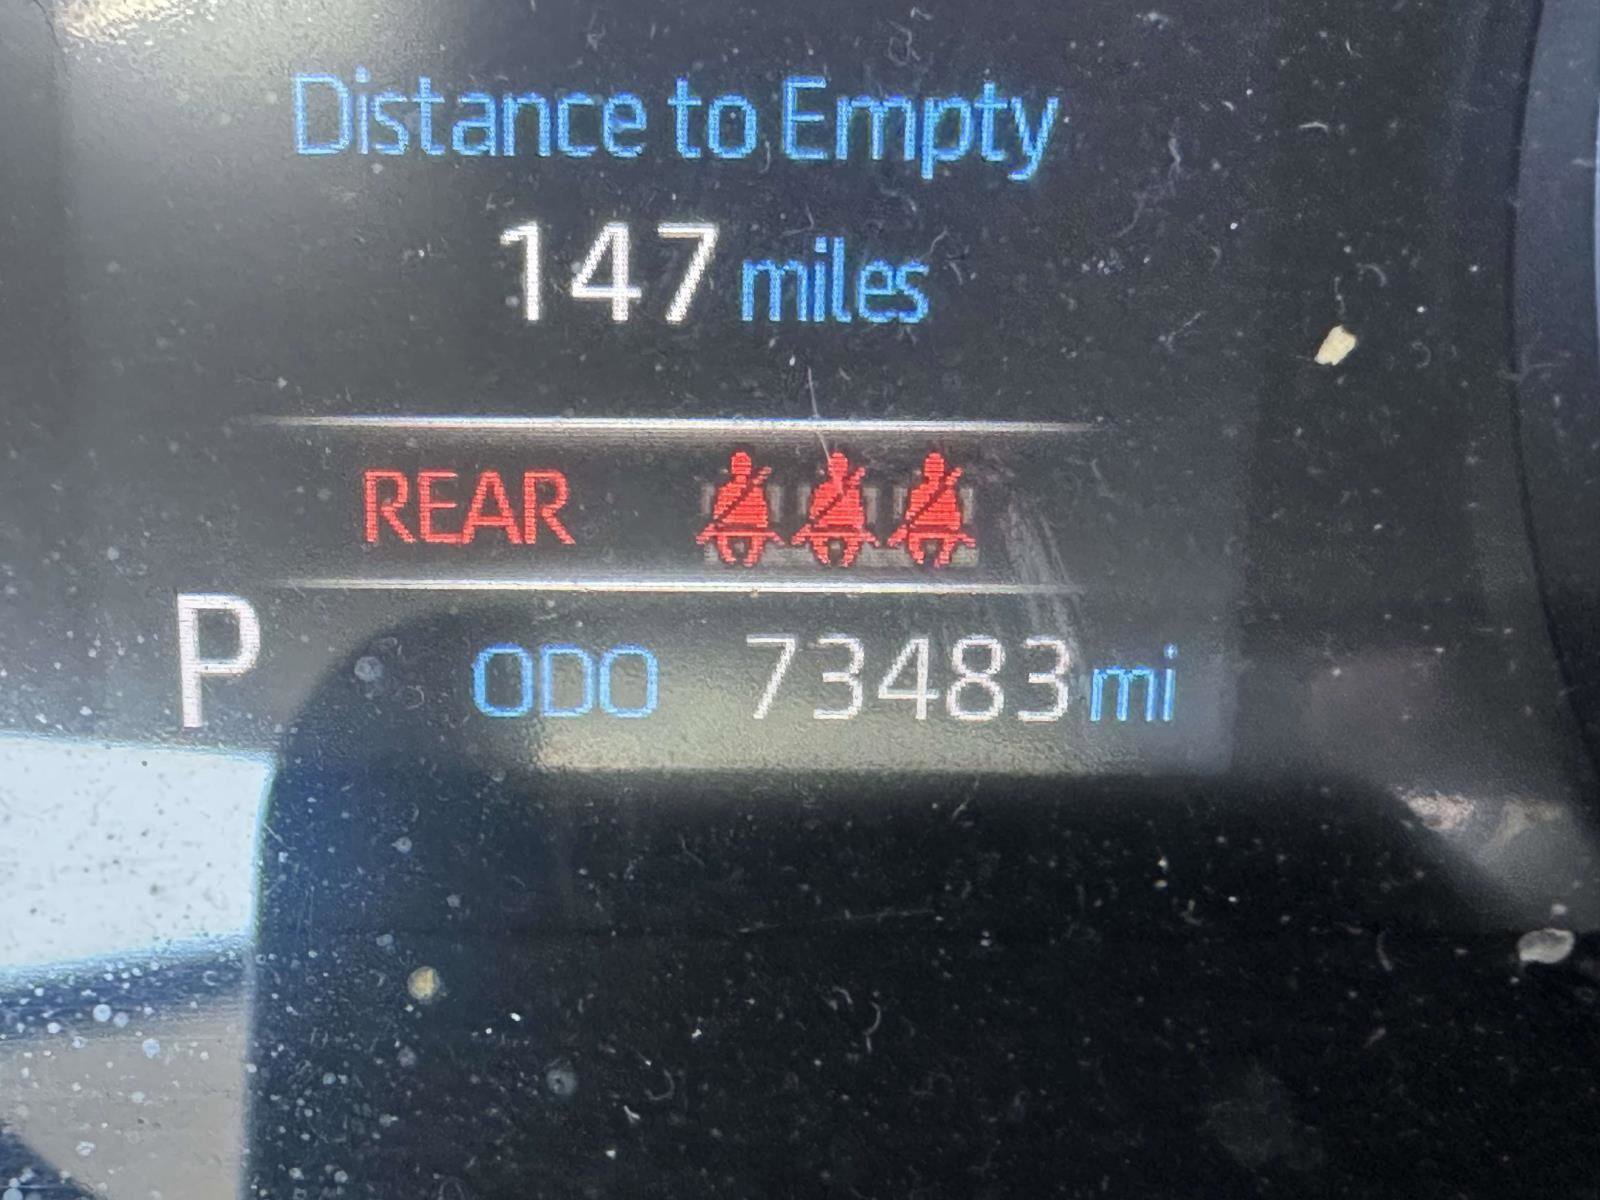 Distance to Empty
147 miles
REAR
P ODO 73483 mi